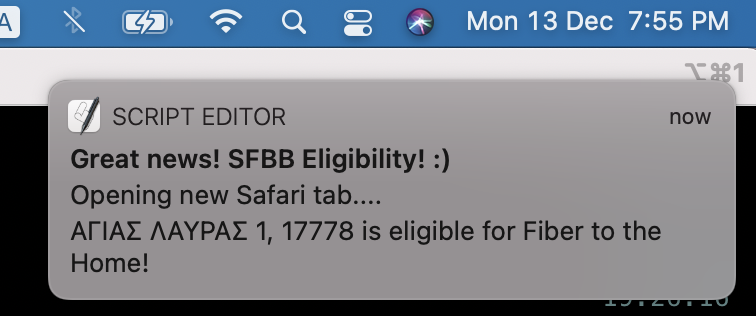 A
Mon 13 Dec 7:55 PM
⌥⌘1
SCRIPT EDITOR now
Great news! SFBB Eligibility! :)
Opening new Safari tab....
ΑΓΙΑΣ ΛΑΥΡΑΣ 1, 17778 is eligible for Fiber to the
Home!